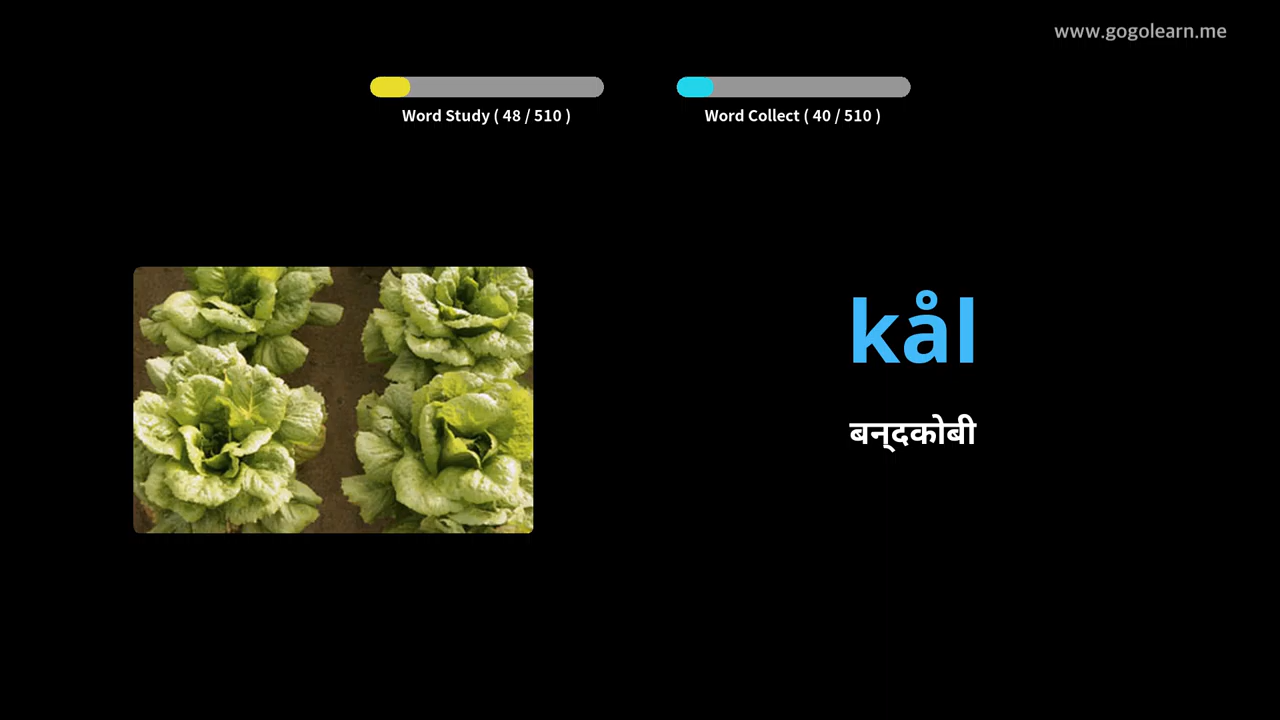 www.gogolearn.me
Word Study ( 48 / 510 )
Word Collect ( 40 / 510 )
kål
बन्‌दकोबी